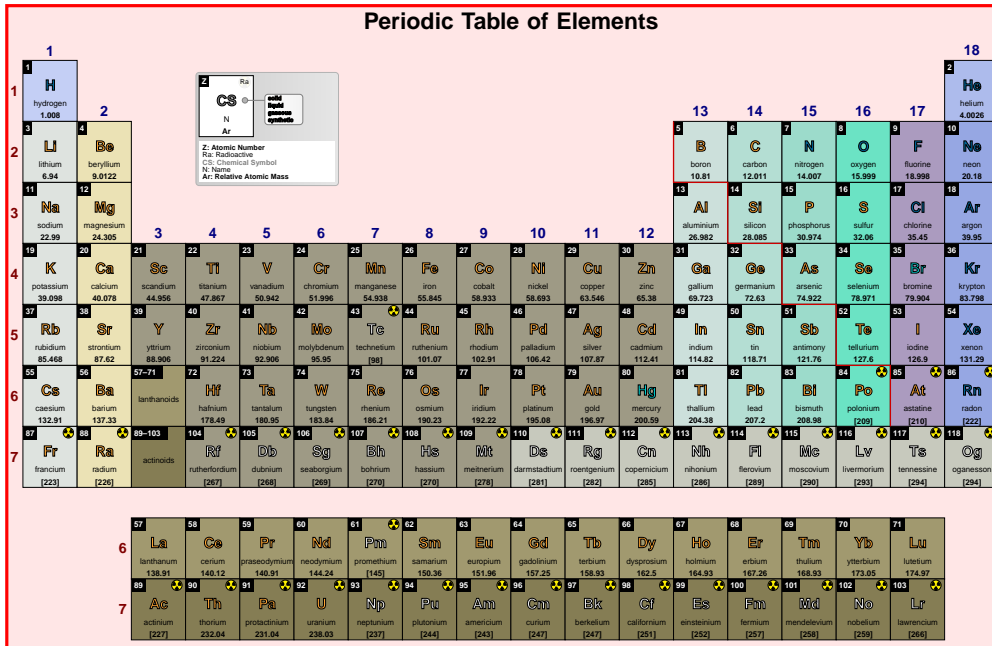 Periodic Table of Elements
1 18
1 H hydrogen 1.008
2 He helium 4.0026
Z Ra
CS
N
Ar
solid
liquid
gaseous
synthetic
Z: Atomic Number
Ra: Radioactive
CS: Chemical Symbol
N: Name
Ar: Relative Atomic Mass
1
2 13 14 15 16 17
3 Li lithium 6.94
4 Be beryllium 9.0122
5 B boron 10.81
6 C carbon 12.011
7 N nitrogen 14.007
8 O oxygen 15.999
9 F fluorine 18.998
10 Ne neon 20.18
2
11 Na sodium 22.99
12 Mg magnesium 24.305
13 Al aluminium 26.982
14 Si silicon 28.085
15 P phosphorus 30.974
16 S sulfur 32.06
17 Cl chlorine 35.45
18 Ar argon 39.95
3
3 4 5 6 7 8 9 10 11 12
19 K potassium 39.098
20 Ca calcium 40.078
21 Sc scandium 44.956
22 Ti titanium 47.867
23 V vanadium 50.942
24 Cr chromium 51.996
25 Mn manganese 54.938
26 Fe iron 55.845
27 Co cobalt 58.933
28 Ni nickel 58.693
29 Cu copper 63.546
30 Zn zinc 65.38
31 Ga gallium 69.723
32 Ge germanium 72.63
33 As arsenic 74.922
34 Se selenium 78.971
35 Br bromine 79.904
36 Kr krypton 83.798
4
37 Rb rubidium 85.468
38 Sr strontium 87.62
39 Y yttrium 88.906
40 Zr zirconium 91.224
41 Nb niobium 92.906
42 Mo molybdenum 95.95
43 Tc technetium [98]
44 Ru ruthenium 101.07
45 Rh rhodium 102.91
46 Pd palladium 106.42
47 Ag silver 107.87
48 Cd cadmium 112.41
49 In indium 114.82
50 Sn tin 118.71
51 Sb antimony 121.76
52 Te tellurium 127.6
53 I iodine 126.9
54 Xe xenon 131.29
5
55 Cs caesium 132.91
56 Ba barium 137.33
57–71 lanthanoids
72 Hf hafnium 178.49
73 Ta tantalum 180.95
74 W tungsten 183.84
75 Re rhenium 186.21
76 Os osmium 190.23
77 Ir iridium 192.22
78 Pt platinum 195.08
79 Au gold 196.97
80 Hg mercury 200.59
81 Tl thallium 204.38
82 Pb lead 207.2
83 Bi bismuth 208.98
84 Po polonium [209]
85 At astatine [210]
86 Rn radon [222]
6
87 Fr francium [223]
88 Ra radium [226]
89–103 actinoids
104 Rf rutherfordium [267]
105 Db dubnium [268]
106 Sg seaborgium [269]
107 Bh bohrium [270]
108 Hs hassium [270]
109 Mt meitnerium [278]
110 Ds darmstadtium [281]
111 Rg roentgenium [282]
112 Cn copernicium [285]
113 Nh nihonium [286]
114 Fl flerovium [289]
115 Mc moscovium [290]
116 Lv livermorium [293]
117 Ts tennessine [294]
118 Og oganesson [294]
7
57 La lanthanum 138.91
58 Ce cerium 140.12
59 Pr praseodymium 140.91
60 Nd neodymium 144.24
61 Pm promethium [145]
62 Sm samarium 150.36
63 Eu europium 151.96
64 Gd gadolinium 157.25
65 Tb terbium 158.93
66 Dy dysprosium 162.5
67 Ho holmium 164.93
68 Er erbium 167.26
69 Tm thulium 168.93
70 Yb ytterbium 173.05
71 Lu lutetium 174.97
6
89 Ac actinium [227]
90 Th thorium 232.04
91 Pa protactinium 231.04
92 U uranium 238.03
93 Np neptunium [237]
94 Pu plutonium [244]
95 Am americium [243]
96 Cm curium [247]
97 Bk berkelium [247]
98 Cf californium [251]
99 Es einsteinium [252]
100 Fm fermium [257]
101 Md mendelevium [258]
102 No nobelium [259]
103 Lr lawrencium [266]
7